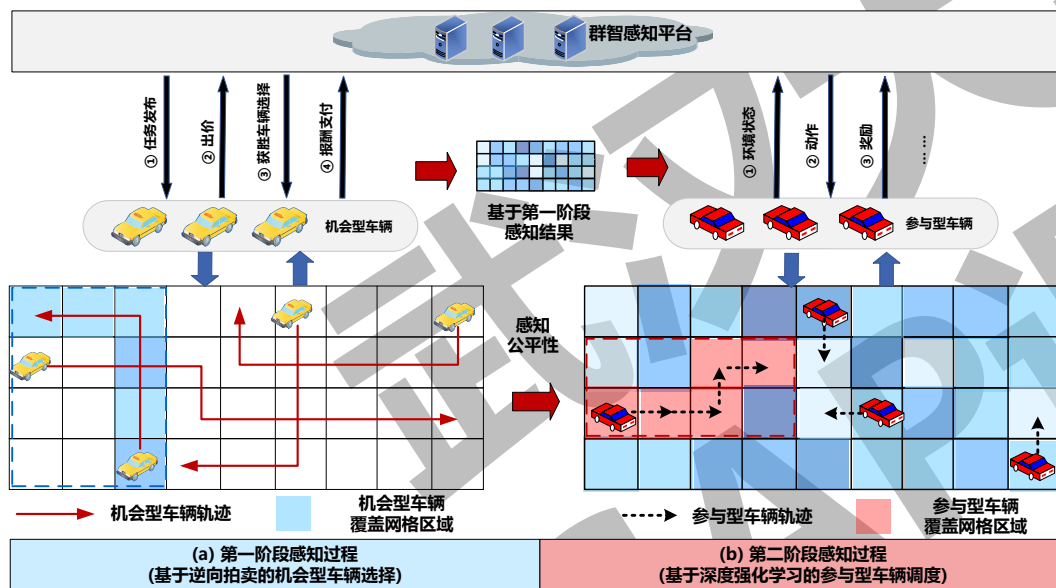 群智感知平台
① 任务发布
② 出价
③ 获胜车辆选择
④ 报酬支付
① 环境状态
② 动作
③ 奖励
……
机会型车辆
基于第一阶段
感知结果
参与型车辆
感知
公平性
机会型车辆轨迹
机会型车辆
覆盖网格区域
参与型车辆轨迹
参与型车辆
覆盖网格区域
(a) 第一阶段感知过程
(基于逆向拍卖的机会型车辆选择)
(b) 第二阶段感知过程
(基于深度强化学习的参与型车辆调度)